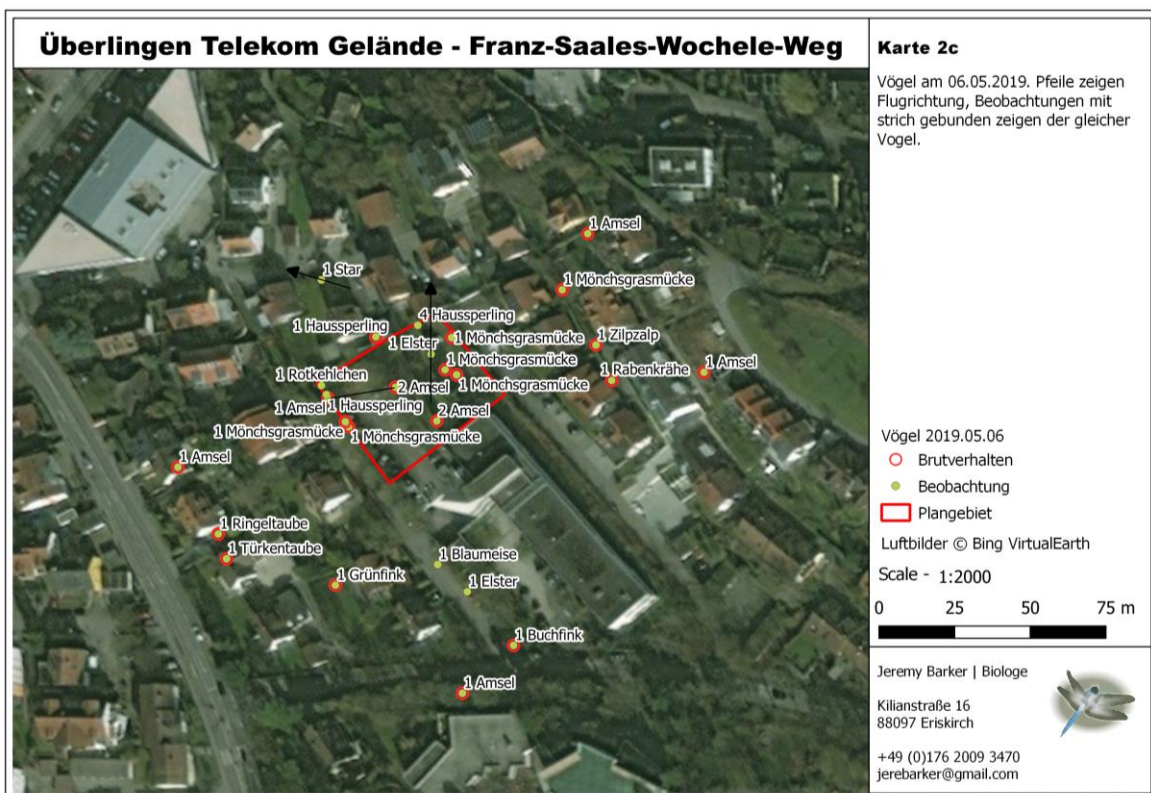 Überlingen Telekom Gelände - Franz-Saales-Wochele-Weg
Karte 2c
Vögel am 06.05.2019. Pfeile zeigen
Flugrichtung, Beobachtungen mit
strich gebunden zeigen der gleicher
Vogel.
1 Amsel
1 Star
1 Mönchsgrasmücke
4 Haussperling
1 Haussperling
1 Mönchsgrasmücke
1 Zilpzalp
1 Elster
1 Mönchsgrasmücke
1 Amsel
1 Rotkehlchen
2 Amsel
1 Mönchsgrasmücke
1 Rabenkrähe
1 Haussperling
1 Amsel
2 Amsel
1 Mönchsgrasmücke
1 Mönchsgrasmücke
1 Amsel
1 Ringeltaube
1 Türkentaube
1 Blaumeise
1 Grünfink
1 Elster
1 Buchfink
1 Amsel
Vögel 2019.05.06
Brutverhalten
Beobachtung
Plangebiet
Luftbilder © Bing VirtualEarth
Scale - 1:2000
0 25 50 75 m
Jeremy Barker | Biologe
Kilianstraße 16
88097 Eriskirch
+49 (0)176 2009 3470
jerebarker@gmail.com